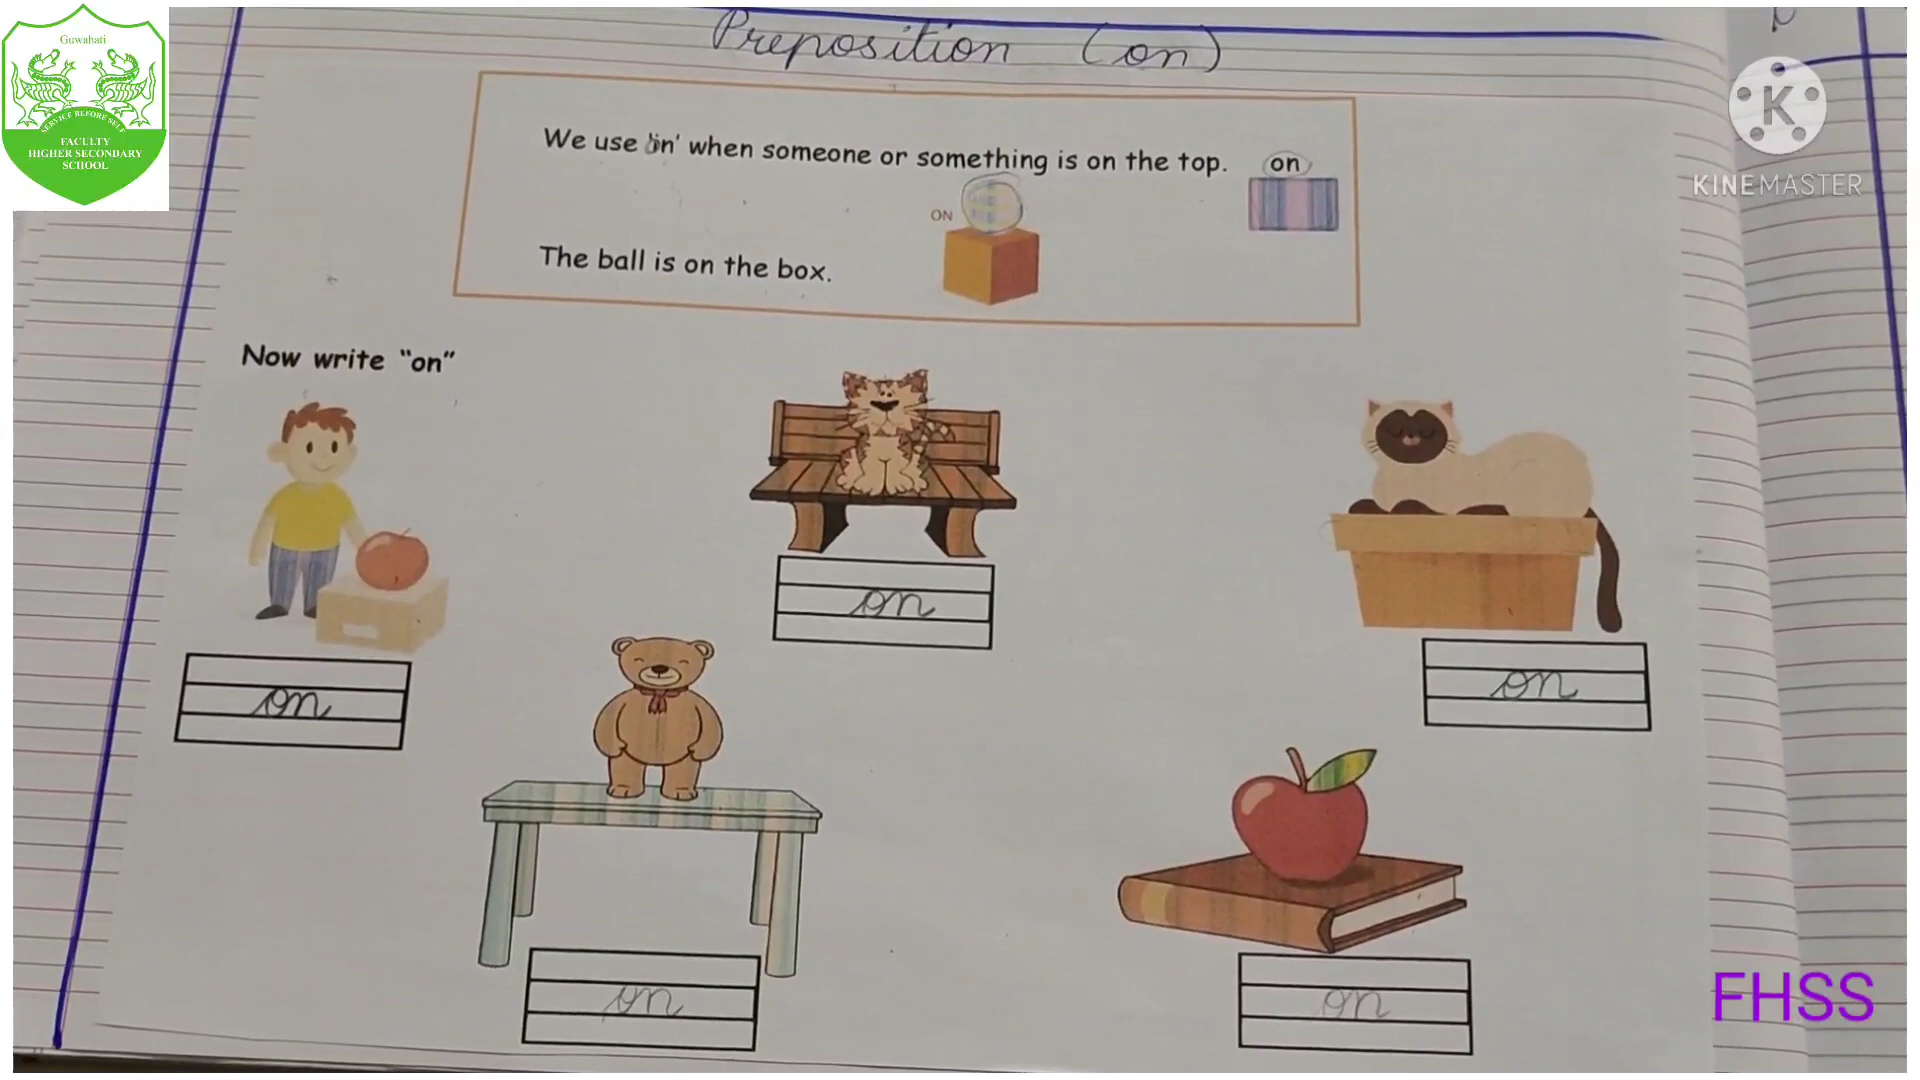 Guwahati
SERVICE BEFORE SELF
FACULTY
HIGHER SECONDARY
SCHOOL
Preposition (on)
KINEMASTER
K
We use 'on' when someone or something is on the top.
on
ON
The ball is on the box.
Now write "on"
on
on
on
on
on
FHSS